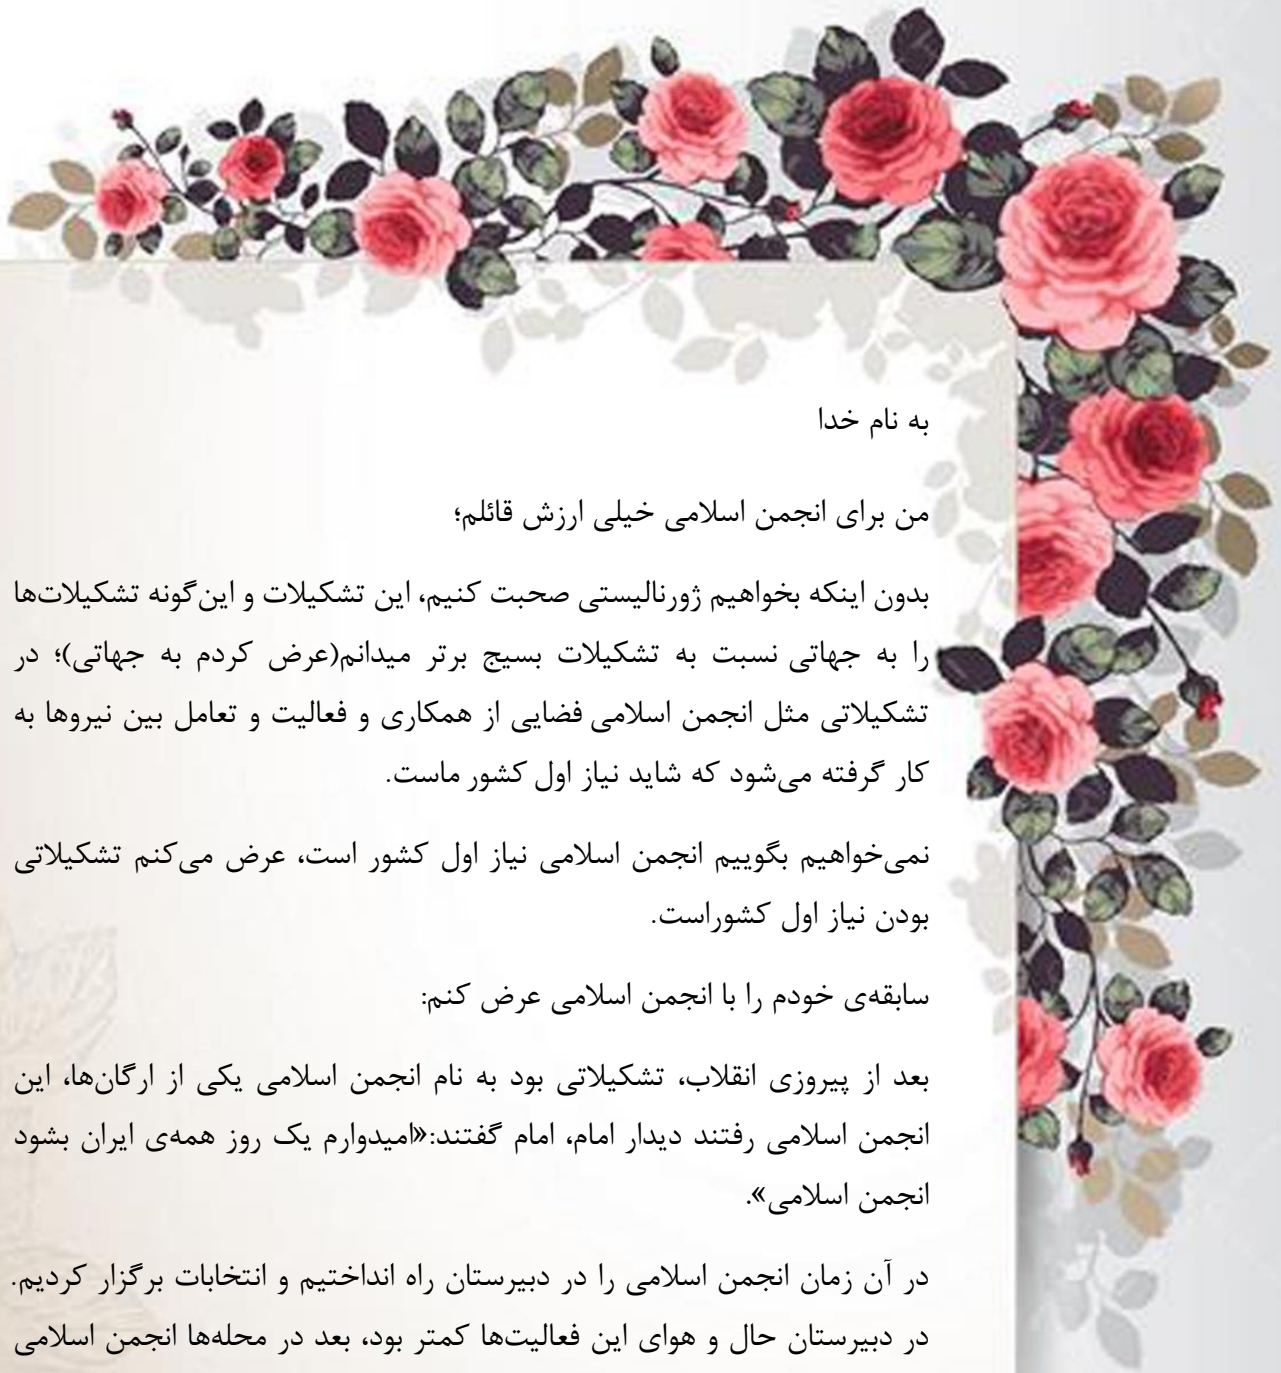 به نام خدا
من برای انجمن اسلامی خیلی ارزش قائلم؛
بدون اینکه بخواهیم ژورنالیستی صحبت کنیم، این تشکیلات و این‌گونه تشکیلات‌ها
را به جهاتی نسبت به تشکیلات بسیج برتر میدانم(عرض کردم به جهاتی)؛ در
تشکیلاتی مثل انجمن اسلامی فضایی از همکاری و فعالیت و تعامل بین نیروها به
کار گرفته می‌شود که شاید نیاز اول کشور ماست.
نمی‌خواهیم بگوییم انجمن اسلامی نیاز اول کشور است، عرض می‌کنم تشکیلاتی
بودن نیاز اول کشوراست.
سابقه‌ی خودم را با انجمن اسلامی عرض کنم:
بعد از پیروزی انقلاب، تشکیلاتی بود به نام انجمن اسلامی یکی از ارگان‌ها، این
انجمن اسلامی رفتند دیدار امام، امام گفتند:«امیدوارم یک روز همه‌ی ایران بشود
انجمن اسلامی».
در آن زمان انجمن اسلامی را در دبیرستان راه انداختیم و انتخابات برگزار کردیم.
در دبیرستان حال و هوای این فعالیت‌ها کمتر بود، بعد در محله‌ها انجمن اسلامی